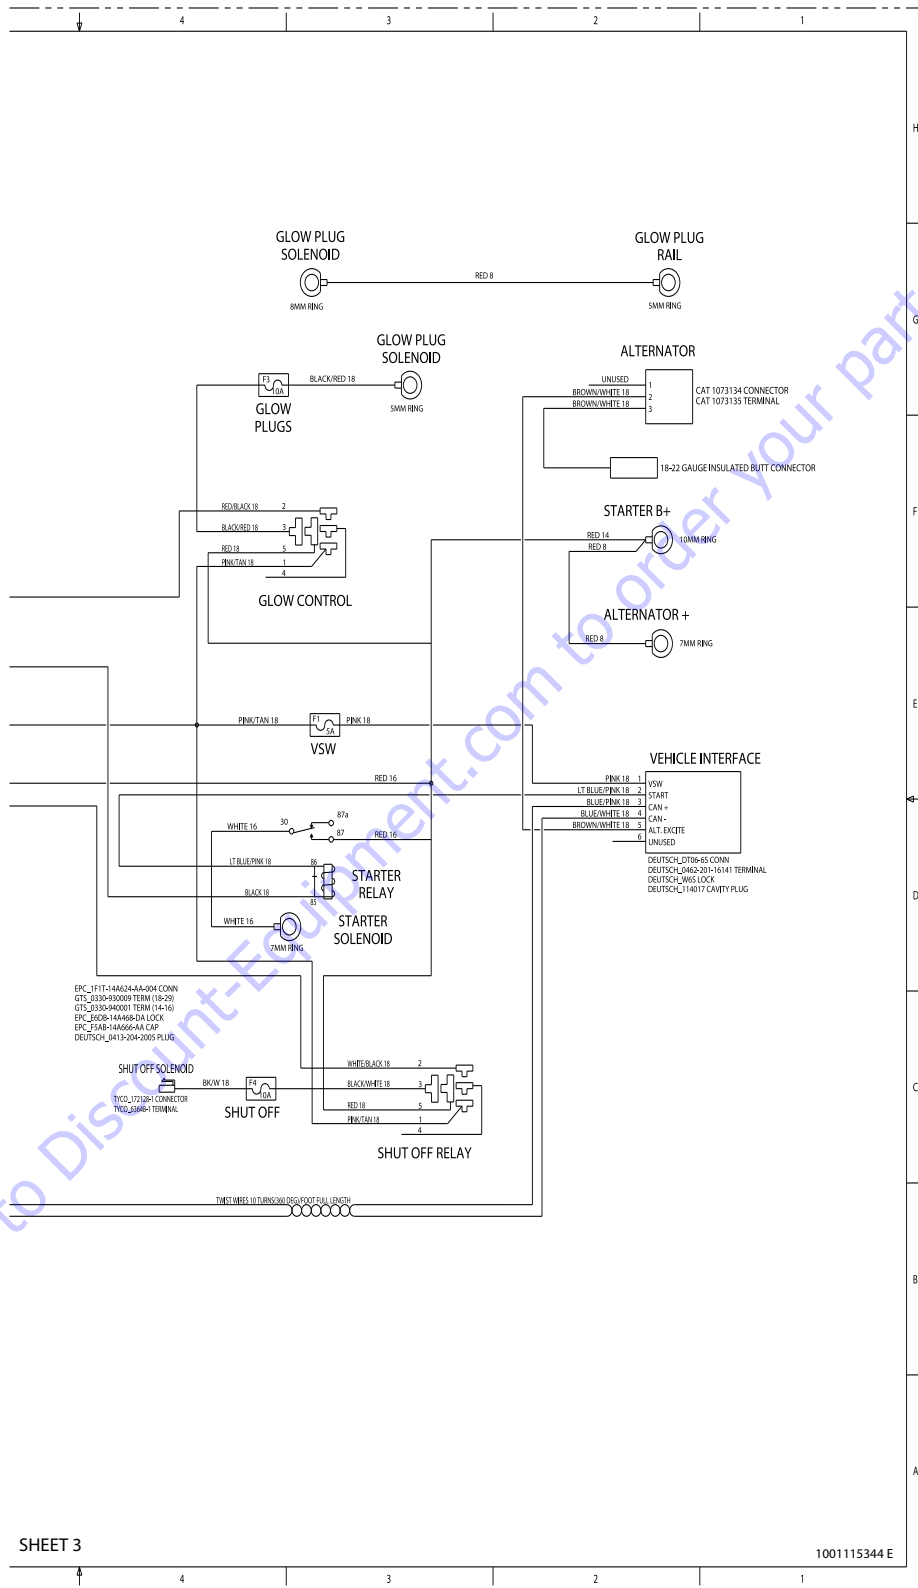 4 3 2 1
H
GLOW PLUG
SOLENOID
8MM RING
RED 8
GLOW PLUG
RAIL
5MM RING
G
GLOW PLUG
SOLENOID
5MM RING
F3
10A
BLACK/RED 18
GLOW
PLUGS
ALTERNATOR
UNUSED 1
BROWN/WHITE 18 2
BROWN/WHITE 18 3
CAT 1073134 CONNECTOR
CAT 1073135 TERMINAL
18-22 GAUGE INSULATED BUTT CONNECTOR
F
RED/BLACK 18 2
BLACK/RED 18 3
RED 18 5
PINK/TAN 18 1
4
GLOW CONTROL
STARTER B+
RED 14
RED 8
10MM RING
ALTERNATOR +
RED 8
7MM RING
E
PINK/TAN 18
F1
5A
PINK 18
VSW
RED 16
VEHICLE INTERFACE
PINK 18 1 VSW
LT BLUE/PINK 18 2 START
BLUE/PINK 18 3 CAN +
BLUE/WHITE 18 4 CAN -
BROWN/WHITE 18 5 ALT. EXCITE
6 UNUSED
DEUTSCH_DT06-6S CONN
DEUTSCH_0462-201-16141 TERMINAL
DEUTSCH_W6S LOCK
DEUTSCH_114017 CAVITY PLUG
D
WHITE 16
30
87a
87
RED 16
LT BLUE/PINK 18
86
BLACK 18
85
STARTER
RELAY
WHITE 16
7MM RING
STARTER
SOLENOID
EPC_1F1T-14A624-AA-004 CONN
GTS_0330-930009 TERM (18-29)
GTS_0330-940001 TERM (14-16)
EPC_E6DB-14A468-DA LOCK
EPC_F5AB-14A666-AA CAP
DEUTSCH_0413-204-2005 PLUG
C
SHUT OFF SOLENOID
TYCO_172128-1 CONNECTOR
TYCO_63648-1 TERMINAL
BK/W 18
F4
10A
SHUT OFF
WHITE/BLACK 18 2
BLACK/WHITE 18 3
RED 18 5
PINK/TAN 18 1
4
SHUT OFF RELAY
TWIST WIRES 10 TURNS(360 DEG)/FOOT FULL LENGTH
B
A
SHEET 3
1001115344 E
4 3 2 1
to Discount-Equipment.com to order your part